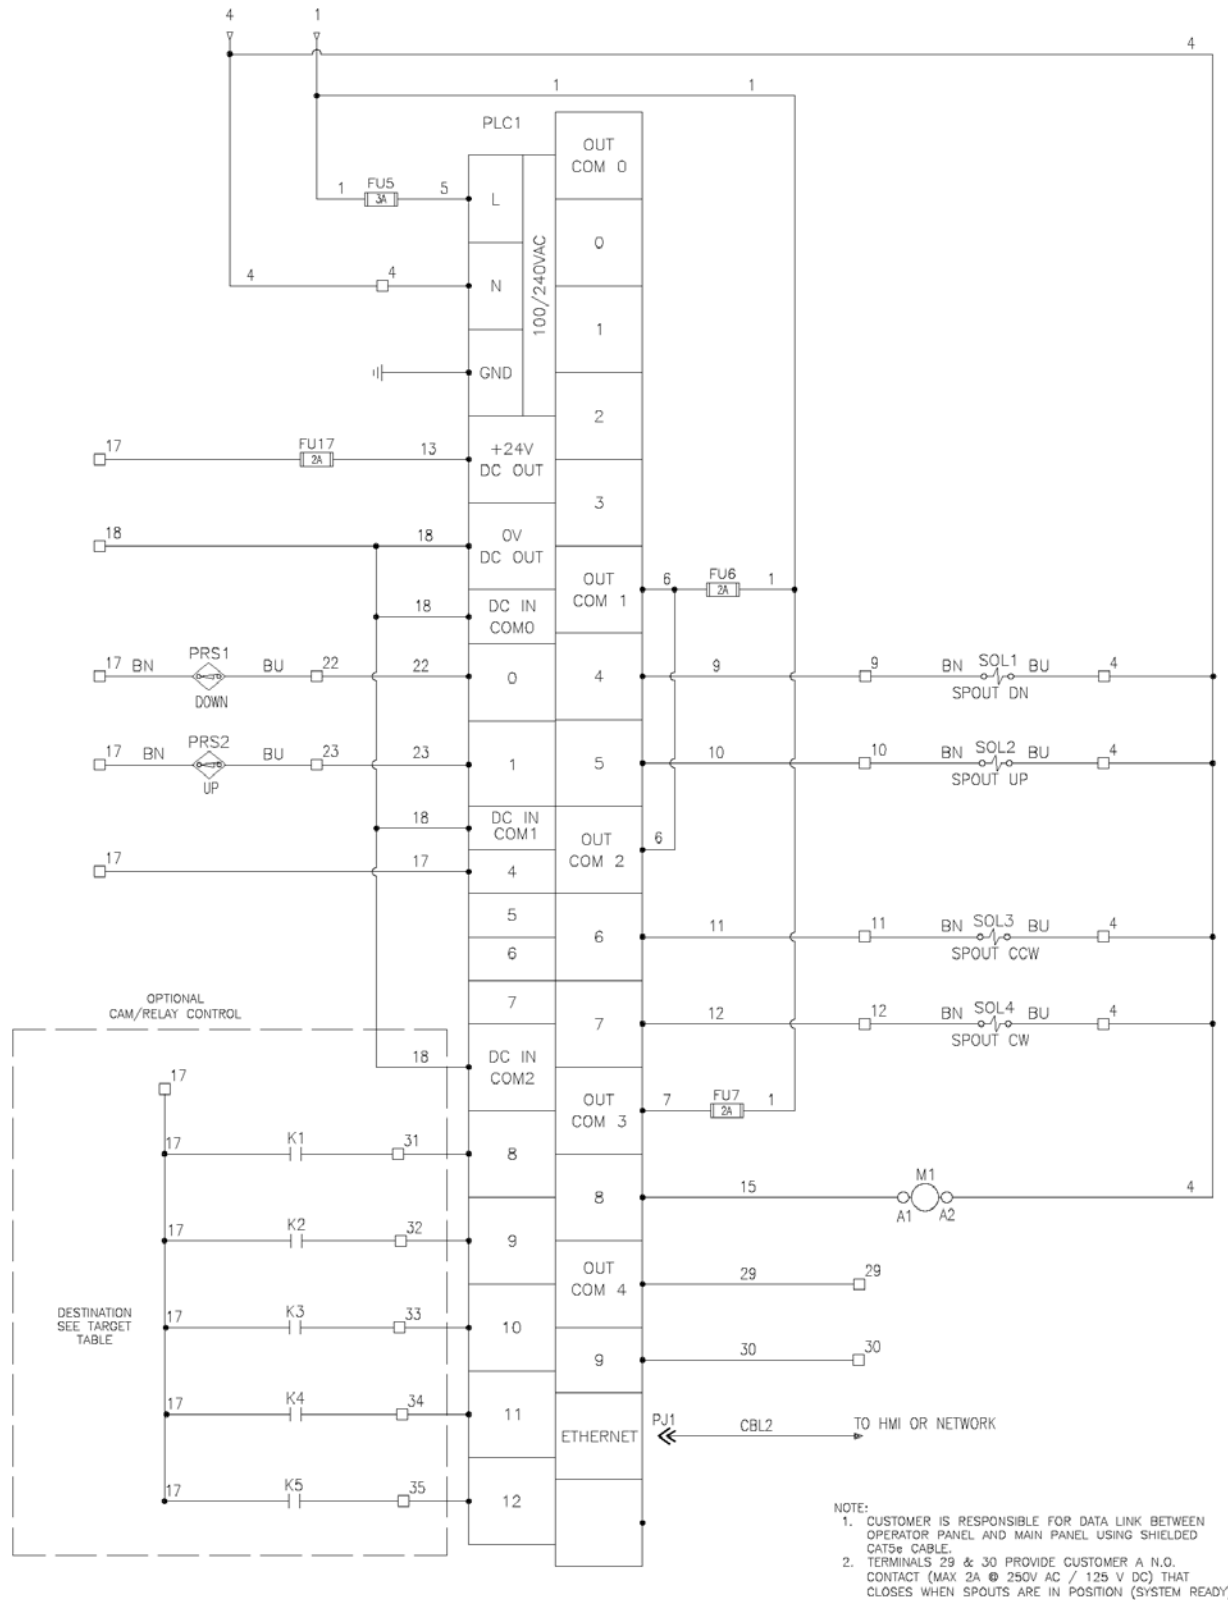 4
1
4
1
1
PLC1
OUT
COM 0
1
FU5
3A
5
L
0
4
4
N
100/240VAC
1
GND
2
17
FU17
2A
13
+24V
DC OUT
3
18
18
0V
DC OUT
OUT
COM 1
6
FU6
2A
1
18
DC IN
COM0
17
BN
PRS1
BU
22
22
DOWN
0
4
9
9
BN
SOL1
BU
4
SPOUT DN
17
BN
PRS2
BU
23
23
UP
1
5
10
10
BN
SOL2
BU
4
SPOUT UP
18
DC IN
COM1
OUT
COM 2
6
17
17
4
5
6
6
11
11
BN
SOL3
BU
4
SPOUT CCW
7
7
12
12
BN
SOL4
BU
4
SPOUT CW
OPTIONAL
CAM/RELAY CONTROL
18
DC IN
COM2
17
OUT
COM 3
7
FU7
2A
1
17
K1
31
8
8
15
M1
A1
A2
4
17
K2
32
9
OUT
COM 4
29
29
DESTINATION
SEE TARGET
TABLE
17
K3
33
10
9
30
30
17
K4
34
11
ETHERNET
PJ1
CBL2
TO HMI OR NETWORK
17
K5
35
12
NOTE:
1. CUSTOMER IS RESPONSIBLE FOR DATA LINK BETWEEN
OPERATOR PANEL AND MAIN PANEL USING SHIELDED
CAT5e CABLE.
2. TERMINALS 29 & 30 PROVIDE CUSTOMER A N.O.
CONTACT (MAX 2A @ 250V AC / 125 V DC) THAT
CLOSES WHEN SPOUTS ARE IN POSITION (SYSTEM READY)